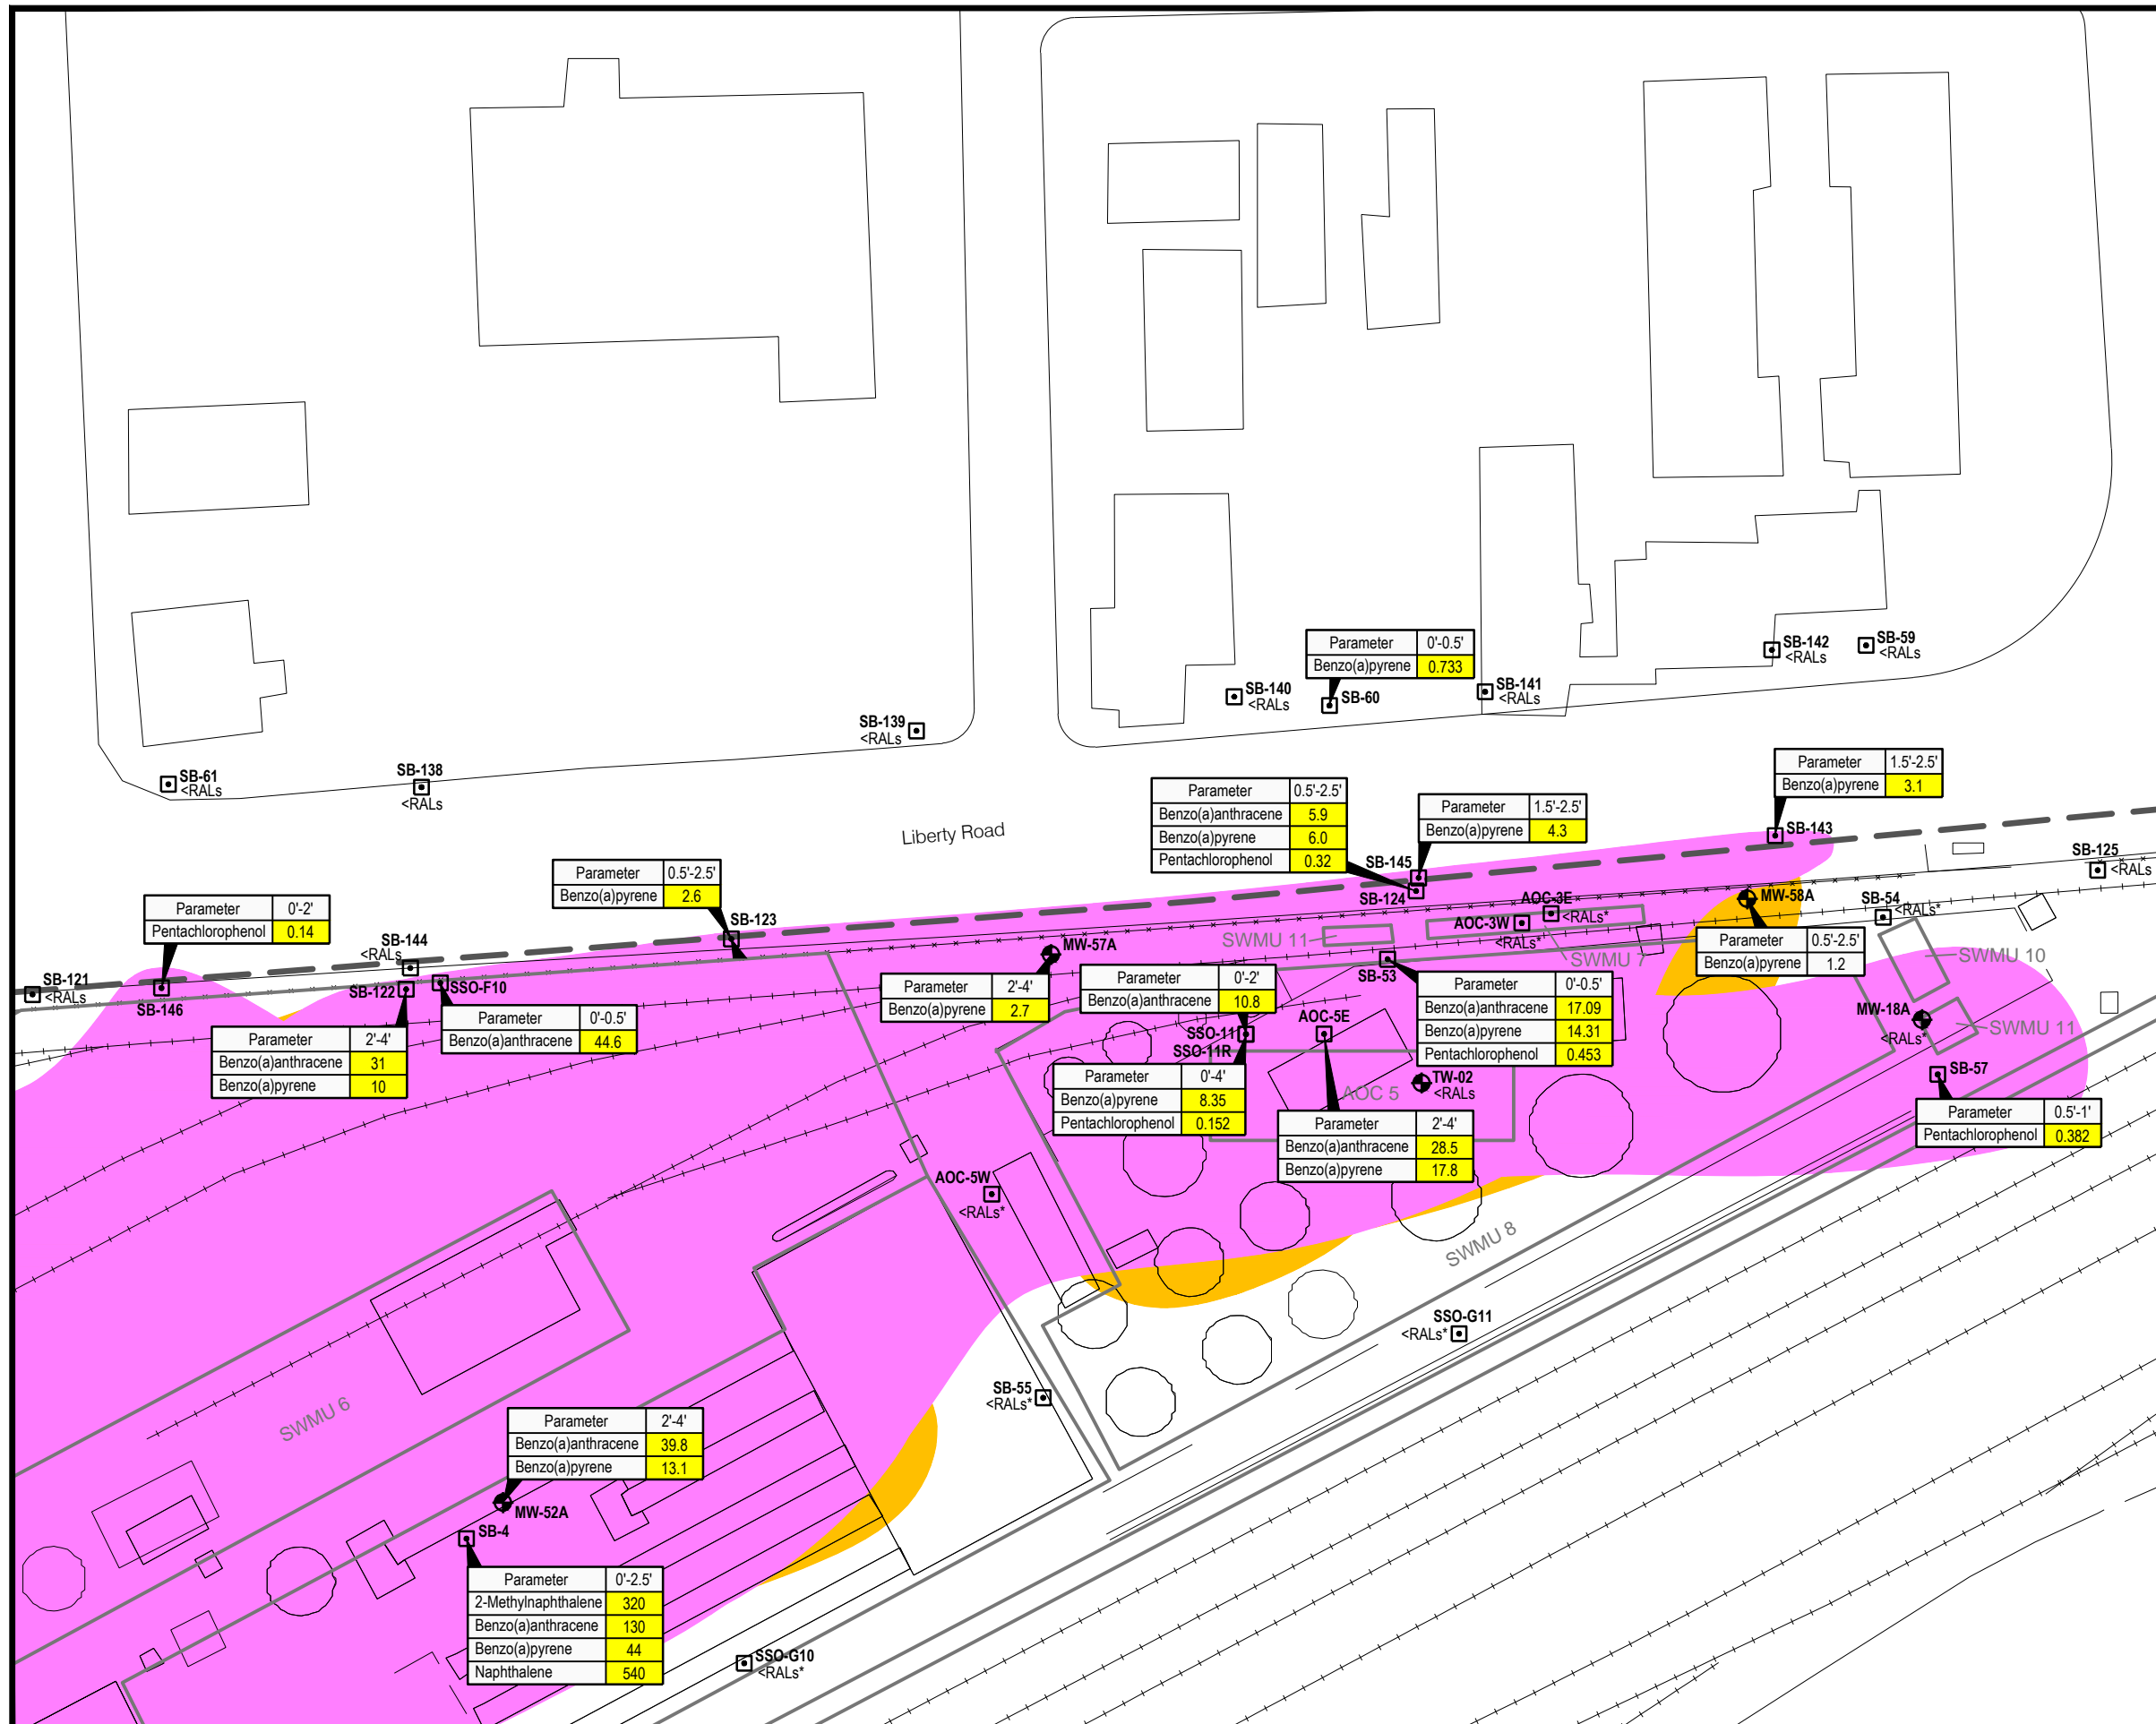 Parameter 0'-0.5'
Benzo(a)pyrene 0.733
SB-60
SB-140
<RALs
SB-141
<RALs
SB-142
<RALs
SB-59
<RALs
SB-139
<RALs
SB-61
<RALs
SB-138
<RALs
Liberty Road
Parameter 1.5'-2.5'
Benzo(a)pyrene 3.1
SB-143
Parameter 0.5'-2.5'
Benzo(a)anthracene 5.9
Benzo(a)pyrene 6.0
Pentachlorophenol 0.32
SB-124
Parameter 1.5'-2.5'
Benzo(a)pyrene 4.3
SB-145
SB-125
<RALs
Parameter 0.5'-2.5'
Benzo(a)pyrene 2.6
SB-123
Parameter 0'-2'
Pentachlorophenol 0.14
SB-146
SB-121
<RALs
SB-144
<RALs
SB-122
SSO-F10
Parameter 2'-4'
Benzo(a)anthracene 31
Benzo(a)pyrene 10
Parameter 0'-0.5'
Benzo(a)anthracene 44.6
MW-57A
Parameter 2'-4'
Benzo(a)pyrene 2.7
AOC-3E
<RALs*
AOC-3W
<RALs*
SWMU 11
SWMU 7
MW-58A
Parameter 0.5'-2.5'
Benzo(a)pyrene 1.2
SB-54
<RALs*
SWMU 10
SWMU 11
MW-18A
<RALs*
SB-53
Parameter 0'-0.5'
Benzo(a)anthracene 17.09
Benzo(a)pyrene 14.31
Pentachlorophenol 0.453
Parameter 0'-2'
Benzo(a)anthracene 10.8
SSO-11
SSO-11R
Parameter 0'-4'
Benzo(a)pyrene 8.35
Pentachlorophenol 0.152
AOC-5E
AOC 5
TW-02
<RALs
Parameter 2'-4'
Benzo(a)anthracene 28.5
Benzo(a)pyrene 17.8
SB-57
Parameter 0.5'-1'
Pentachlorophenol 0.382
AOC-5W
<RALs*
SWMU 8
SSO-G11
<RALs*
SB-55
<RALs*
SWMU 6
Parameter 2'-4'
Benzo(a)anthracene 39.8
Benzo(a)pyrene 13.1
MW-52A
SB-4
Parameter 0'-2.5'
2-Methylnaphthalene 320
Benzo(a)anthracene 130
Benzo(a)pyrene 44
Naphthalene 540
SSO-G10
<RALs*